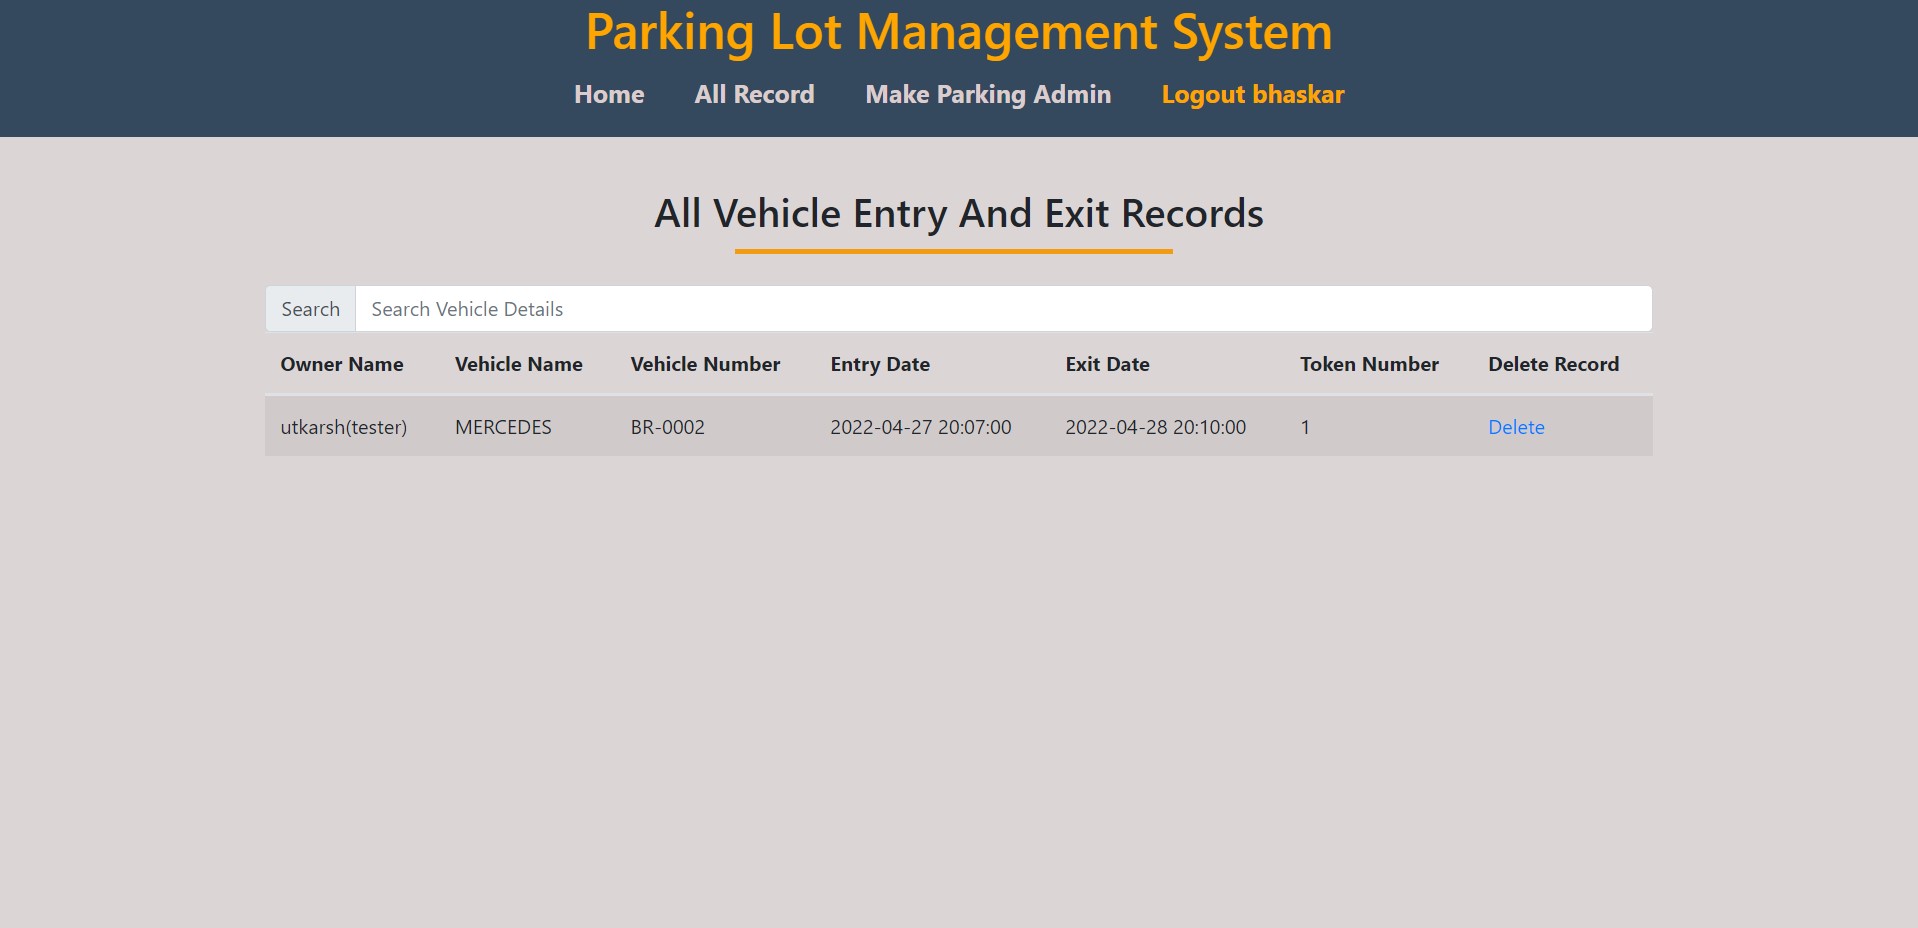 Parking Lot Management System
Home All Record Make Parking Admin Logout bhaskar
All Vehicle Entry And Exit Records
Search Search Vehicle Details
Owner Name Vehicle Name Vehicle Number Entry Date Exit Date Token Number Delete Record
utkarsh(tester) MERCEDES BR-0002 2022-04-27 20:07:00 2022-04-28 20:10:00 1 Delete